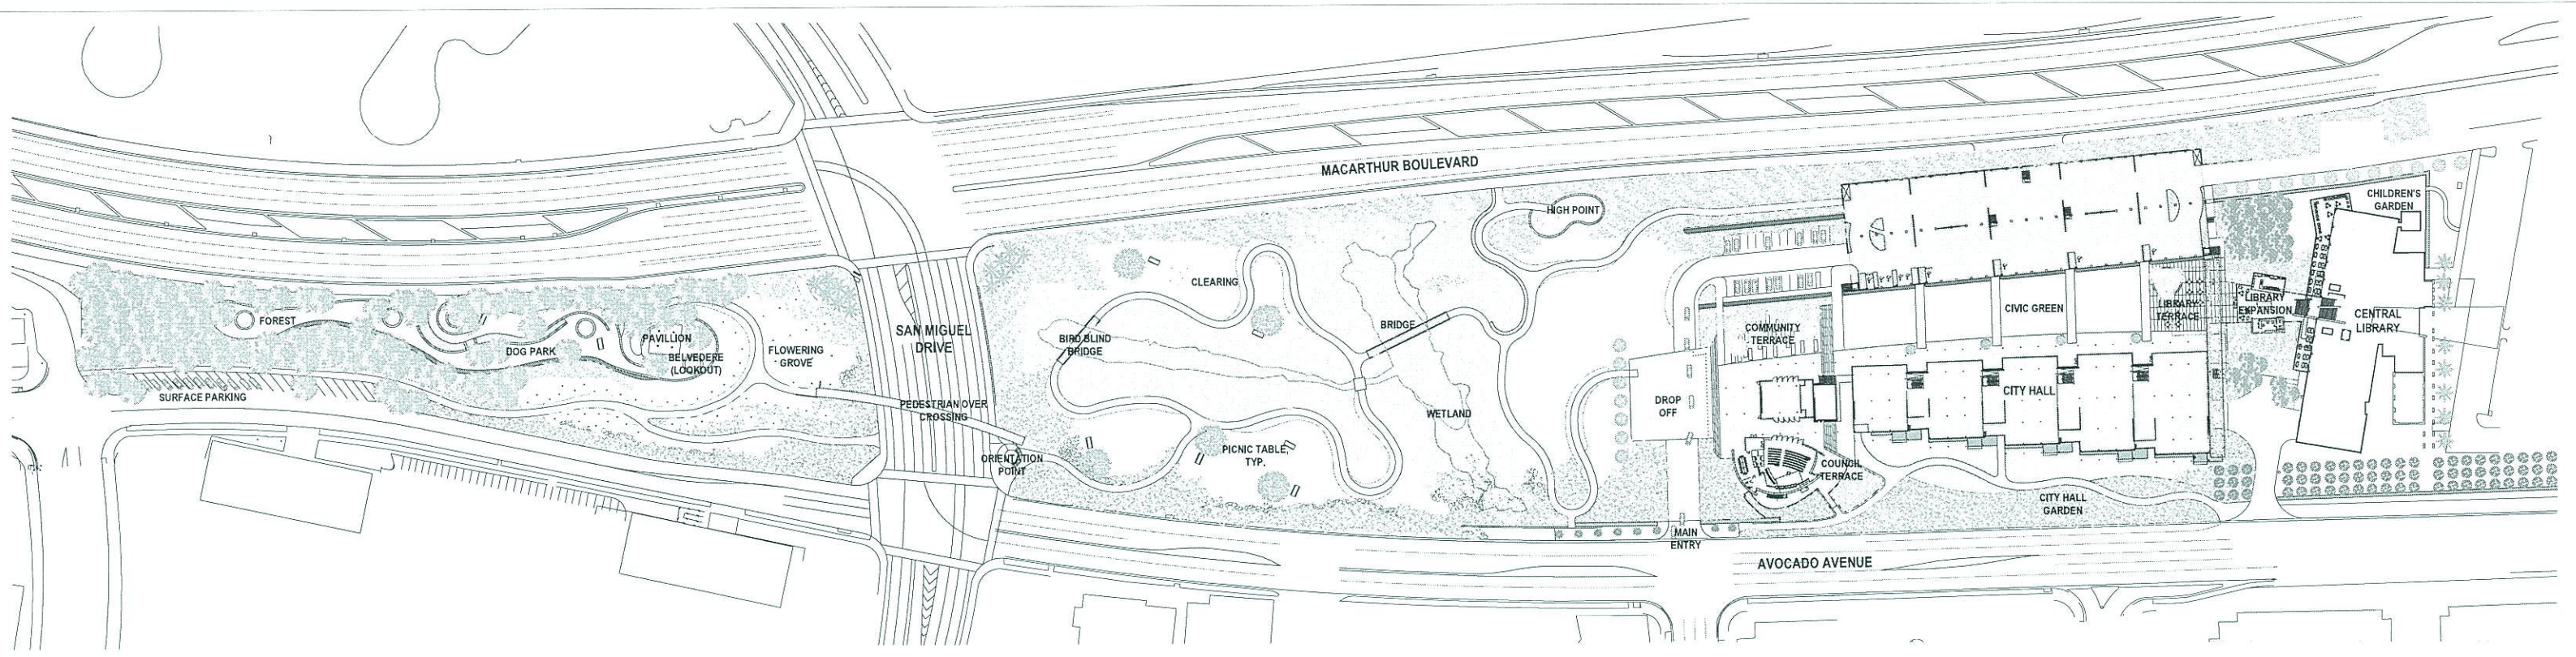 MACARTHUR BOULEVARD
HIGH POINT
CHILDREN'S
GARDEN
CLEARING
FOREST
DOG PARK
PAVILLION
BELVEDERE
(LOOKOUT)
FLOWERING
GROVE
SURFACE PARKING
SAN MIGUEL
DRIVE
PEDESTRIAN OVER
CROSSING
ORIENTATION
POINT
BIRD BLIND
BRIDGE
BRIDGE
WETLAND
PICNIC TABLE,
TYP.
DROP
OFF
COMMUNITY
TERRACE
CIVIC GREEN
LIBRARY
TERRACE
LIBRARY
EXPANSION
CENTRAL
LIBRARY
CITY HALL
COUNCIL
TERRACE
CITY HALL
GARDEN
MAIN
ENTRY
AVOCADO AVENUE